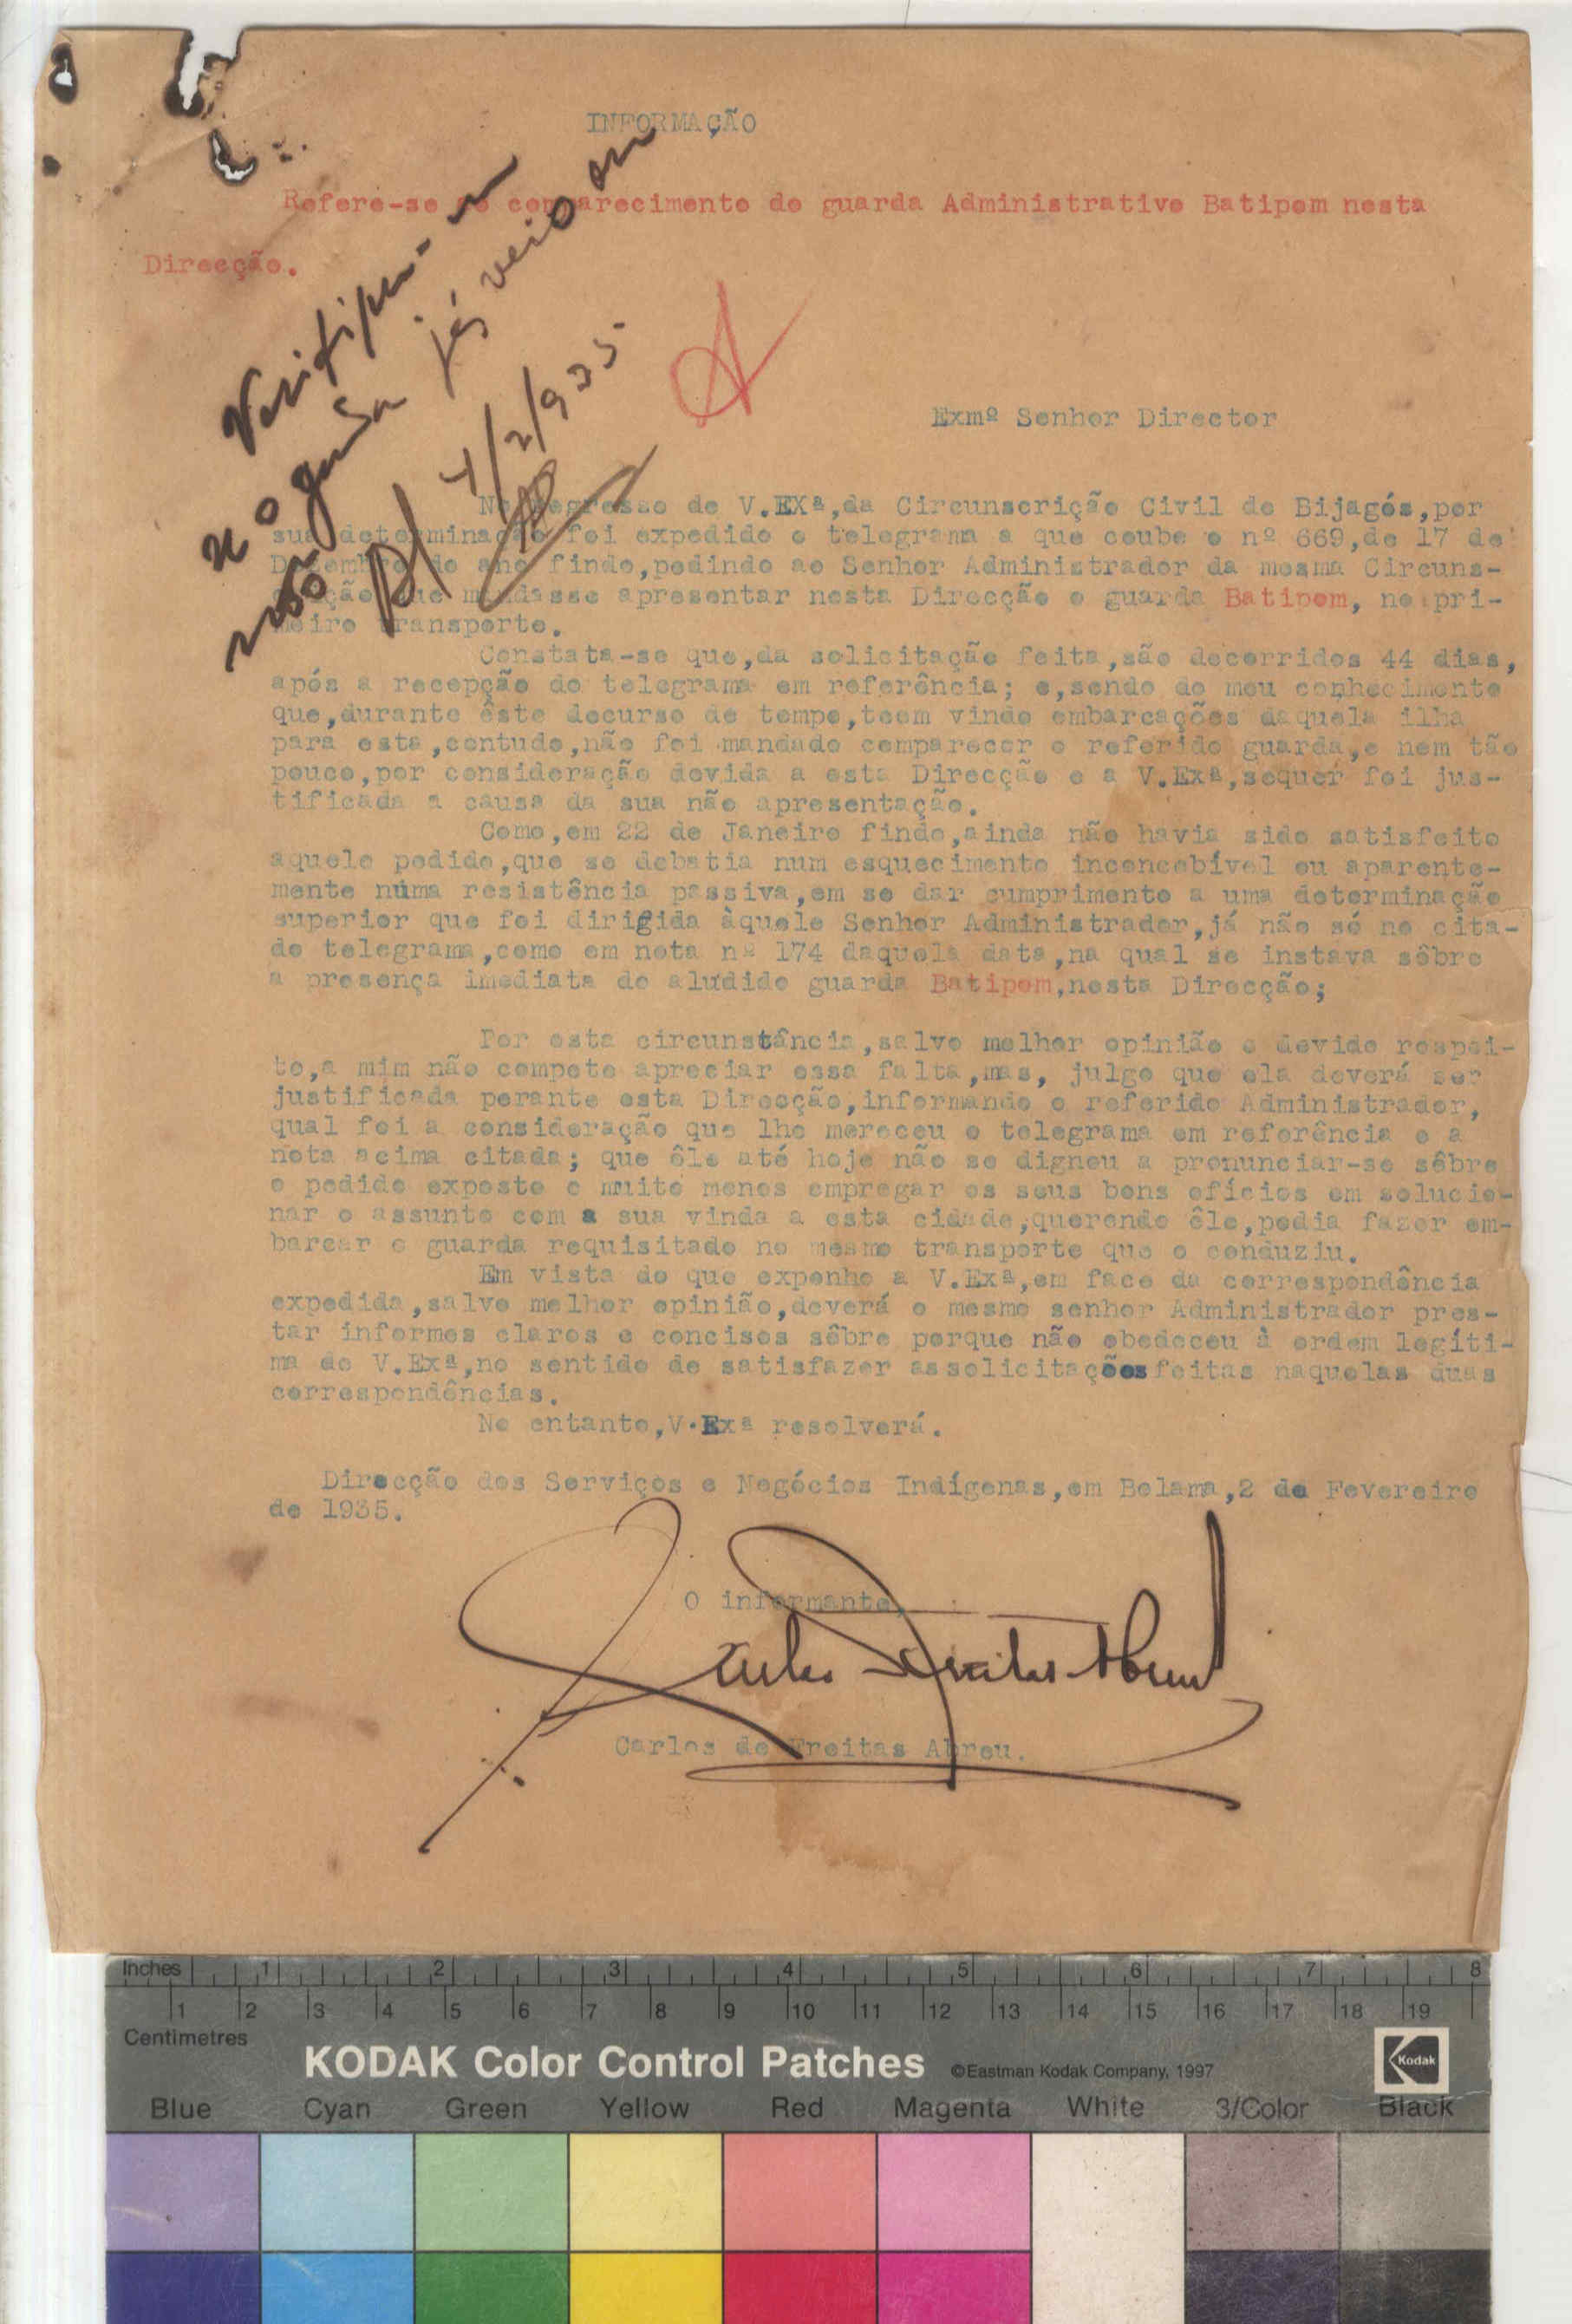 INFORMAÇÃO
Refere-se ao comparecimento do guarda Administrativo Batipom nesta
Direcção.
Verifique-se
se o guarda já veio ou
não
4/2/935.
Exmº Senhor Director
No regresso de V.EXª,da Circunscrição Civil de Bijagós,por
sua determinação foi expedido o telegrama a que coube o nº 669,de 17 de
Dezembro do ano findo,pedindo ao Senhor Administrador da mesma Circuns-
crição que mandasse apresentar nesta Direcção o guarda Batipom, no pri-
meiro transporte.
Constata-se que,da solicitação feita,são decorridos 44 dias,
após a recepção do telegrama em referência; e,sendo do meu conhecimento
que,durante êste decurso de tempo,teem vindo embarcações daquela ilha
para esta,contudo,não foi mandado comparecer o referido guarda,e nem tão
pouco,por consideração devida a esta Direcção e a V.Exª,sequer foi jus-
tificada a causa da sua não apresentação.
Como,em 22 de Janeiro findo,ainda não havia sido satisfeito
aquele pedido,que se debatia num esquecimento inconcebível ou aparente-
mente numa resistência passiva,em se dar cumprimento a uma determinação
superior que foi dirigida àquele Senhor Administrador,já não só no cita-
do telegrama,como em nota nº 174 daquela data,na qual se instava sôbre
a presença imediata do aludido guarda Batipom,nesta Direcção;
Por esta circunstância,salvo melhor opinião e devido respei-
to,a mim não compete apreciar essa falta,mas, julgo que ela deverá ser
justificada perante esta Direcção,informando o referido Administrador,
qual foi a consideração que lhe mereceu o telegrama em referência e a
nota acima citada; que êle até hoje não se dignou a pronunciar-se sôbre
o pedido exposto e muito menos empregar os seus bons ofícios em solucio-
nar o assunto com a sua vinda a esta cidade;querendo êle,podia fazer em-
barcar o guarda requisitado no mesmo transporte que o conduziu.
Em vista do que exponho a V.Exª,em face da correspondência
expedida,salvo melhor opinião,deverá o mesmo senhor Administrador pres-
tar informes claros e concisos sôbre porque não obedeceu à ordem legíti-
ma de V.Exª,no sentido de satisfazer as solicitações feitas naquelas duas
correspondências.
No entanto,V.Exª resolverá.
Direcção dos Serviços e Negócios Indígenas,em Bolama,2 de Fevereiro
de 1935.
O informante,
Carlos de Freitas Abreu
Carlos de Freitas Abreu.
Inches 1 2 3 4 5 6 7 8
1 2 3 4 5 6 7 8 9 10 11 12 13 14 15 16 17 18 19
Centimetres
KODAK Color Control Patches ©Eastman Kodak Company, 1997 Kodak
Blue Cyan Green Yellow Red Magenta White 3/Color Black